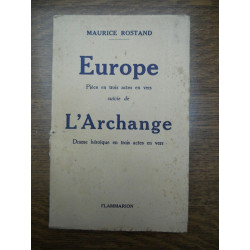 MAURICE ROSTAND
Europe
Pièce en trois actes en vers
suivie de
L'Archange
Drame héroïque en trois actes en vers
FLAMMARION